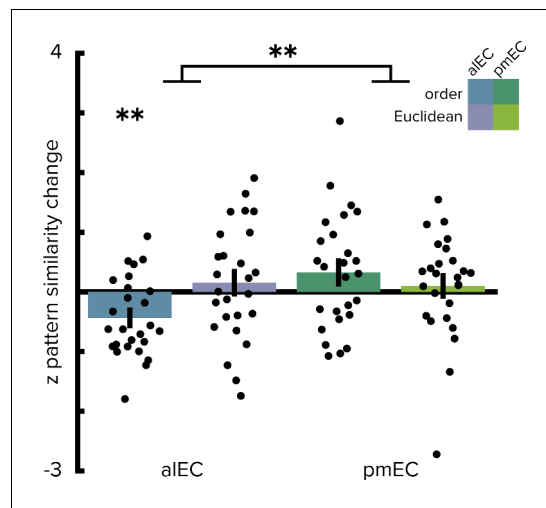 4
**
alEC
pmEC
order
Euclidean
**
z pattern similarity change
-3
alEC
pmEC